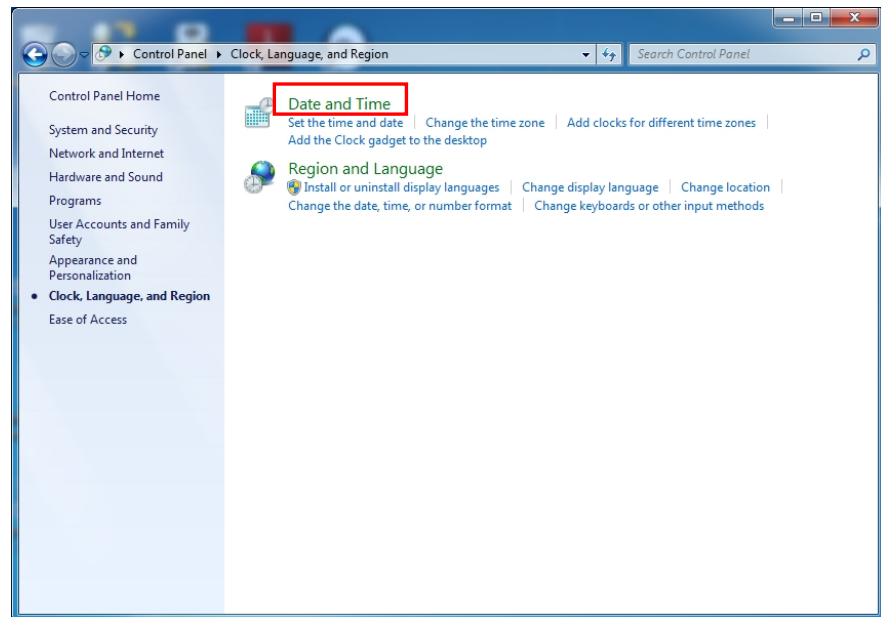 Control Panel Clock, Language, and Region
Search Control Panel
Control Panel Home
System and Security
Network and Internet
Hardware and Sound
Programs
User Accounts and Family
Safety
Appearance and
Personalization
Clock, Language, and Region
Ease of Access
Date and Time
Set the time and date Change the time zone Add clocks for different time zones
Add the Clock gadget to the desktop
Region and Language
Install or uninstall display languages Change display language Change location
Change the date, time, or number format Change keyboards or other input methods